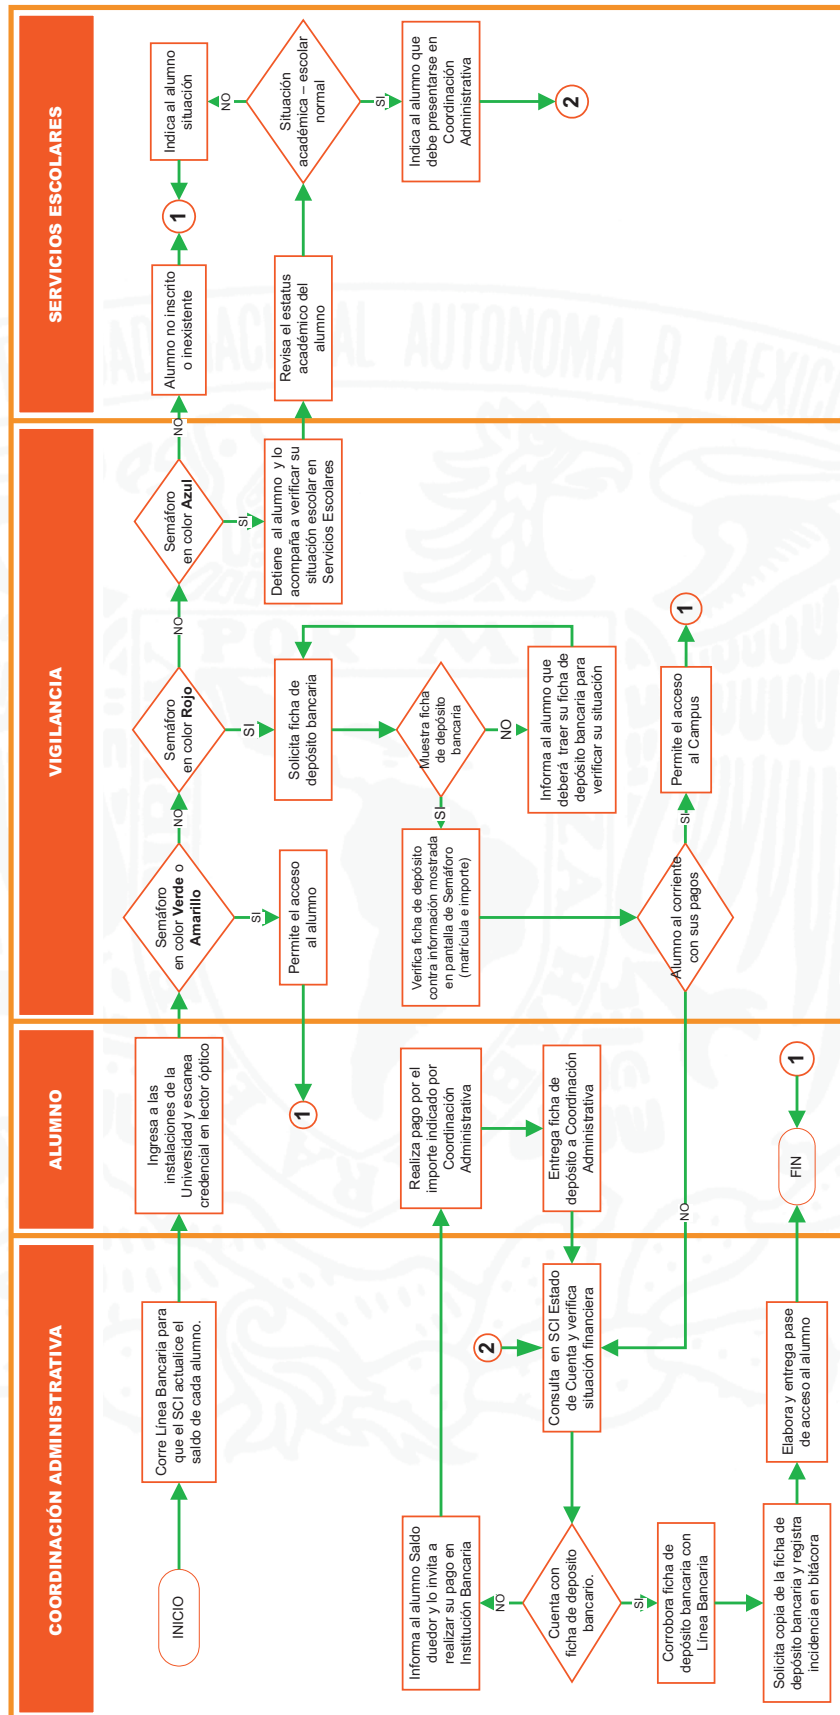 COORDINACIÓN ADMINISTRATIVA
INICIO
Corre Línea Bancaria para
que el SCI actualice el
saldo de cada alumno.
Informa al alumno Saldo
duedor y lo invita a
realizar su pago en
Institución Bancaria
NO
Cuenta con
ficha de deposito
bancario.
SI
Corrobora ficha de
depósito bancaria con
Línea Bancaria
Solicita copia de la ficha de
depósito bancaria y registra
incidencia en bitácora
2
Consulta en SCI Estado
de Cuenta y verifica
situación financiera
Elabora y entrega pase
de acceso al alumno
ALUMNO
Ingresa a las
instalaciones de la
Universidad y escanea
credencial en lector óptico
1
Realiza pago por el
importe indicado por
Coordinación
Administrativa
Entrega ficha de
depósito a Coordinación
Administrativa
NO
FIN
1
VIGILANCIA
Semáforo
en color Verde o
Amarillo
SI
Permite el acceso
al alumno
NO
Semáforo
en color Rojo
SI
Solicita ficha de
depósito bancaria
NO
Semáforo
en color Azul
SI
Detiene al alumno y lo
acompaña a verificar su
situación escolar en
Servicios Escolares
NO
Muestra ficha
de depósito
bancaria
NO
Informa al alumno que
deberá traer su ficha de
depósito bancaria para
verificar su situación
SI
Verifica ficha de depósito
contra información mostrada
en pantalla de Semáforo
(matrícula e importe)
Alumno al corriente
con sus pagos
SI
Permite el acceso
al Campus
1
SERVICIOS ESCOLARES
Alumno no inscrito
o inexistente
1
Indica al alumno
situación
NO
Revisa el estatus
académico del
alumno
Situación
académica – escolar
normal
SI
Indica al alumno que
debe presentarse en
Coordinación
Administrativa
2
NACIONAL AUTONOMA D MEXICO
POR MI